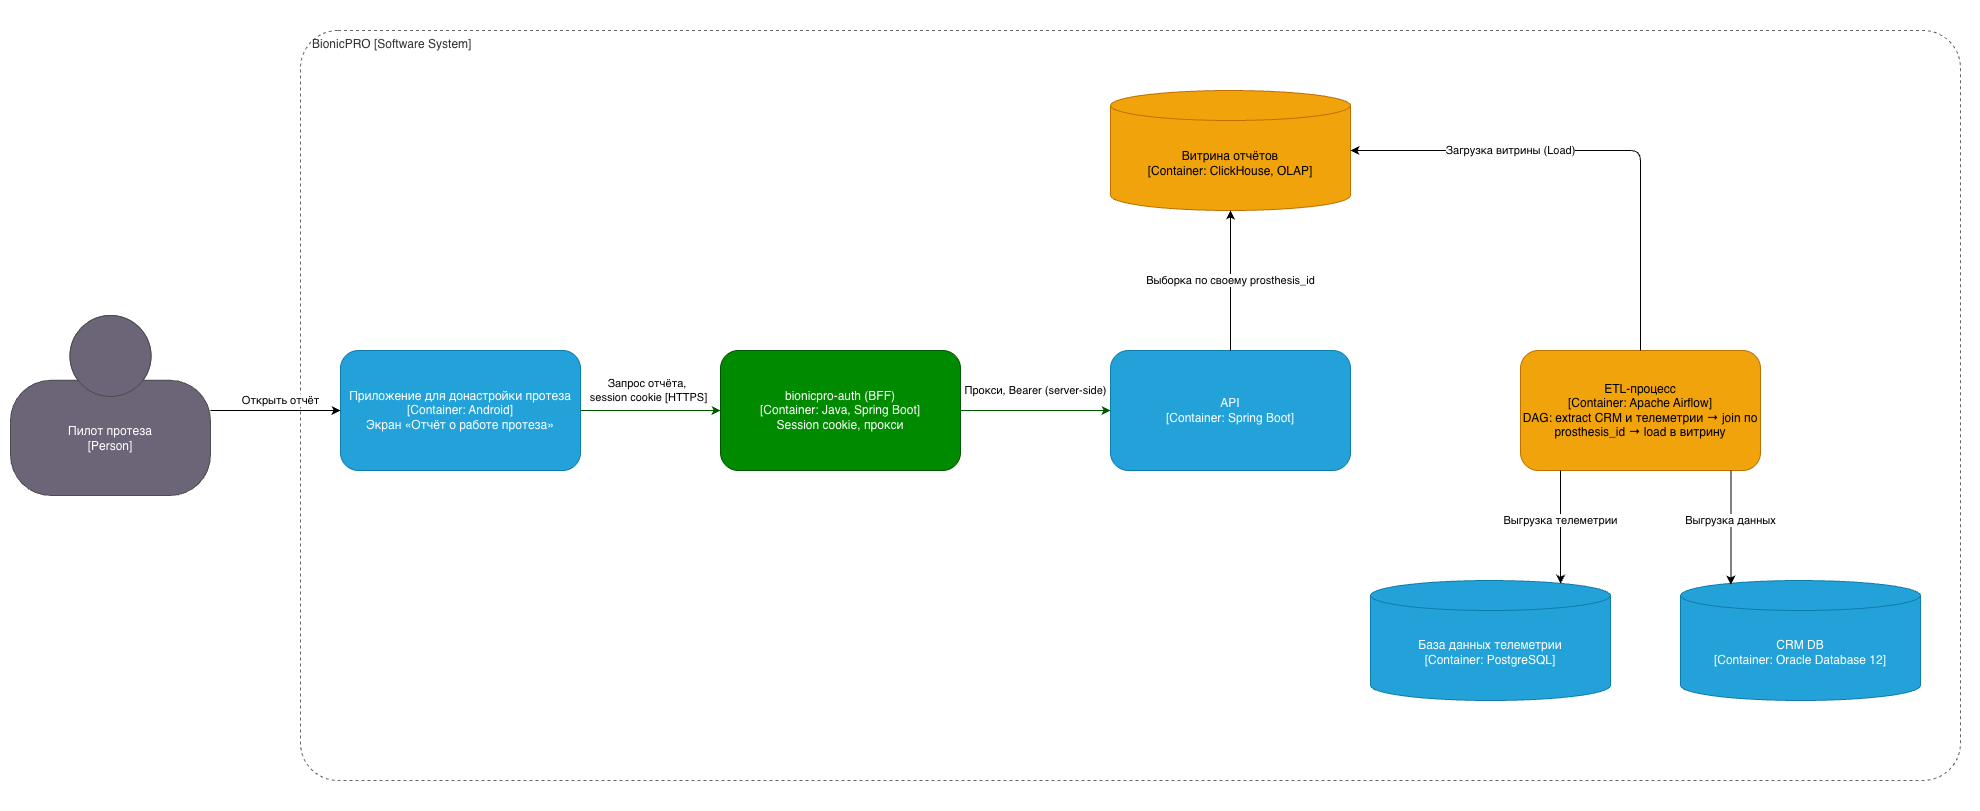 BionicPRO [Software System]
Витрина отчётов
[Container: ClickHouse, OLAP]
Загрузка витрины (Load)
Выборка по своему prosthesis_id
Пилот протеза
[Person]
Открыть отчёт
Приложение для донастройки протеза
[Container: Android]
Экран «Отчёт о работе протеза»
Запрос отчёта,
session cookie [HTTPS]
bionicpro-auth (BFF)
[Container: Java, Spring Boot]
Session cookie, прокси
Прокси, Bearer (server-side)
API
[Container: Spring Boot]
ETL-процесс
[Container: Apache Airflow]
DAG: extract CRM и телеметрии → join по
prosthesis_id → load в витрину
Выгрузка телеметрии
Выгрузка данных
База данных телеметрии
[Container: PostgreSQL]
CRM DB
[Container: Oracle Database 12]